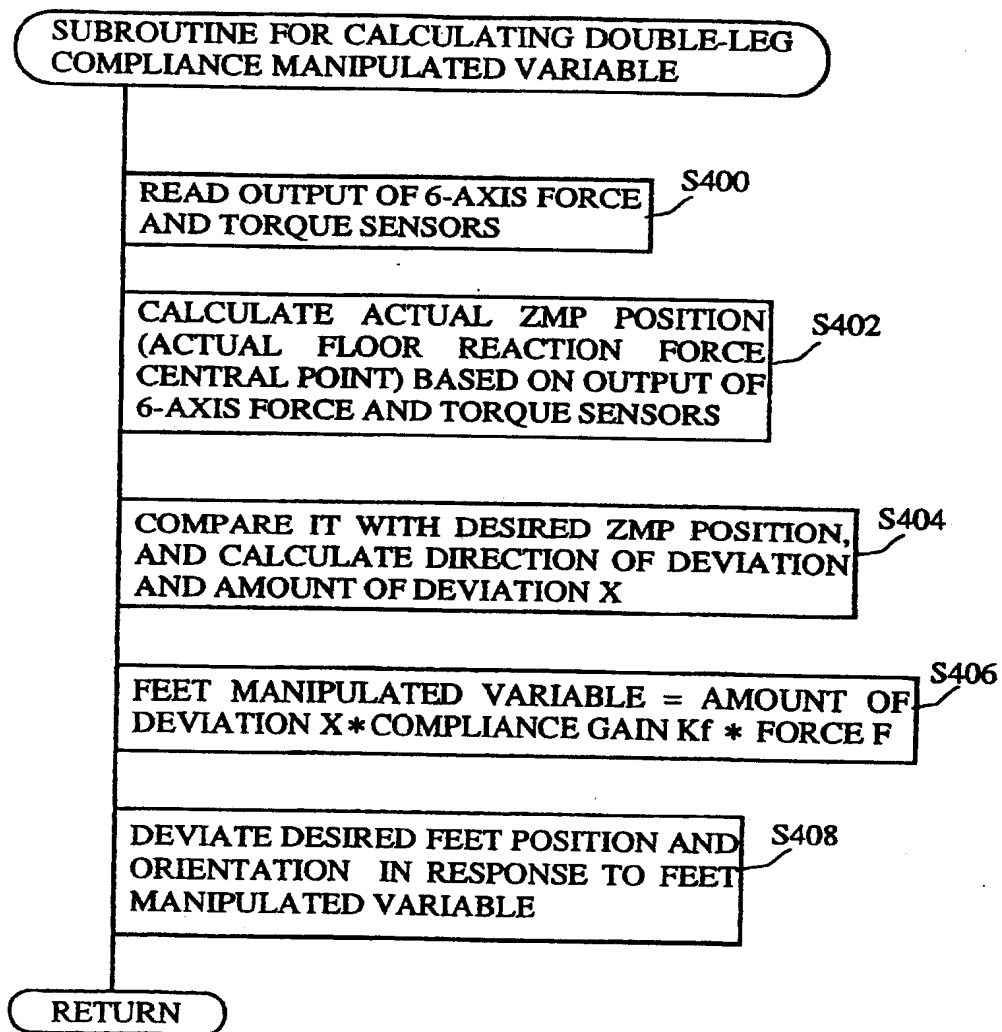 SUBROUTINE FOR CALCULATING DOUBLE-LEG
COMPLIANCE MANIPULATED VARIABLE
READ OUTPUT OF 6-AXIS FORCE
AND TORQUE SENSORS
S400
CALCULATE ACTUAL ZMP POSITION
(ACTUAL FLOOR REACTION FORCE
CENTRAL POINT) BASED ON OUTPUT OF
6-AXIS FORCE AND TORQUE SENSORS
S402
COMPARE IT WITH DESIRED ZMP POSITION,
AND CALCULATE DIRECTION OF DEVIATION
AND AMOUNT OF DEVIATION X
S404
FEET MANIPULATED VARIABLE = AMOUNT OF
DEVIATION X * COMPLIANCE GAIN Kf * FORCE F
S406
DEVIATE DESIRED FEET POSITION AND
ORIENTATION IN RESPONSE TO FEET
MANIPULATED VARIABLE
S408
RETURN